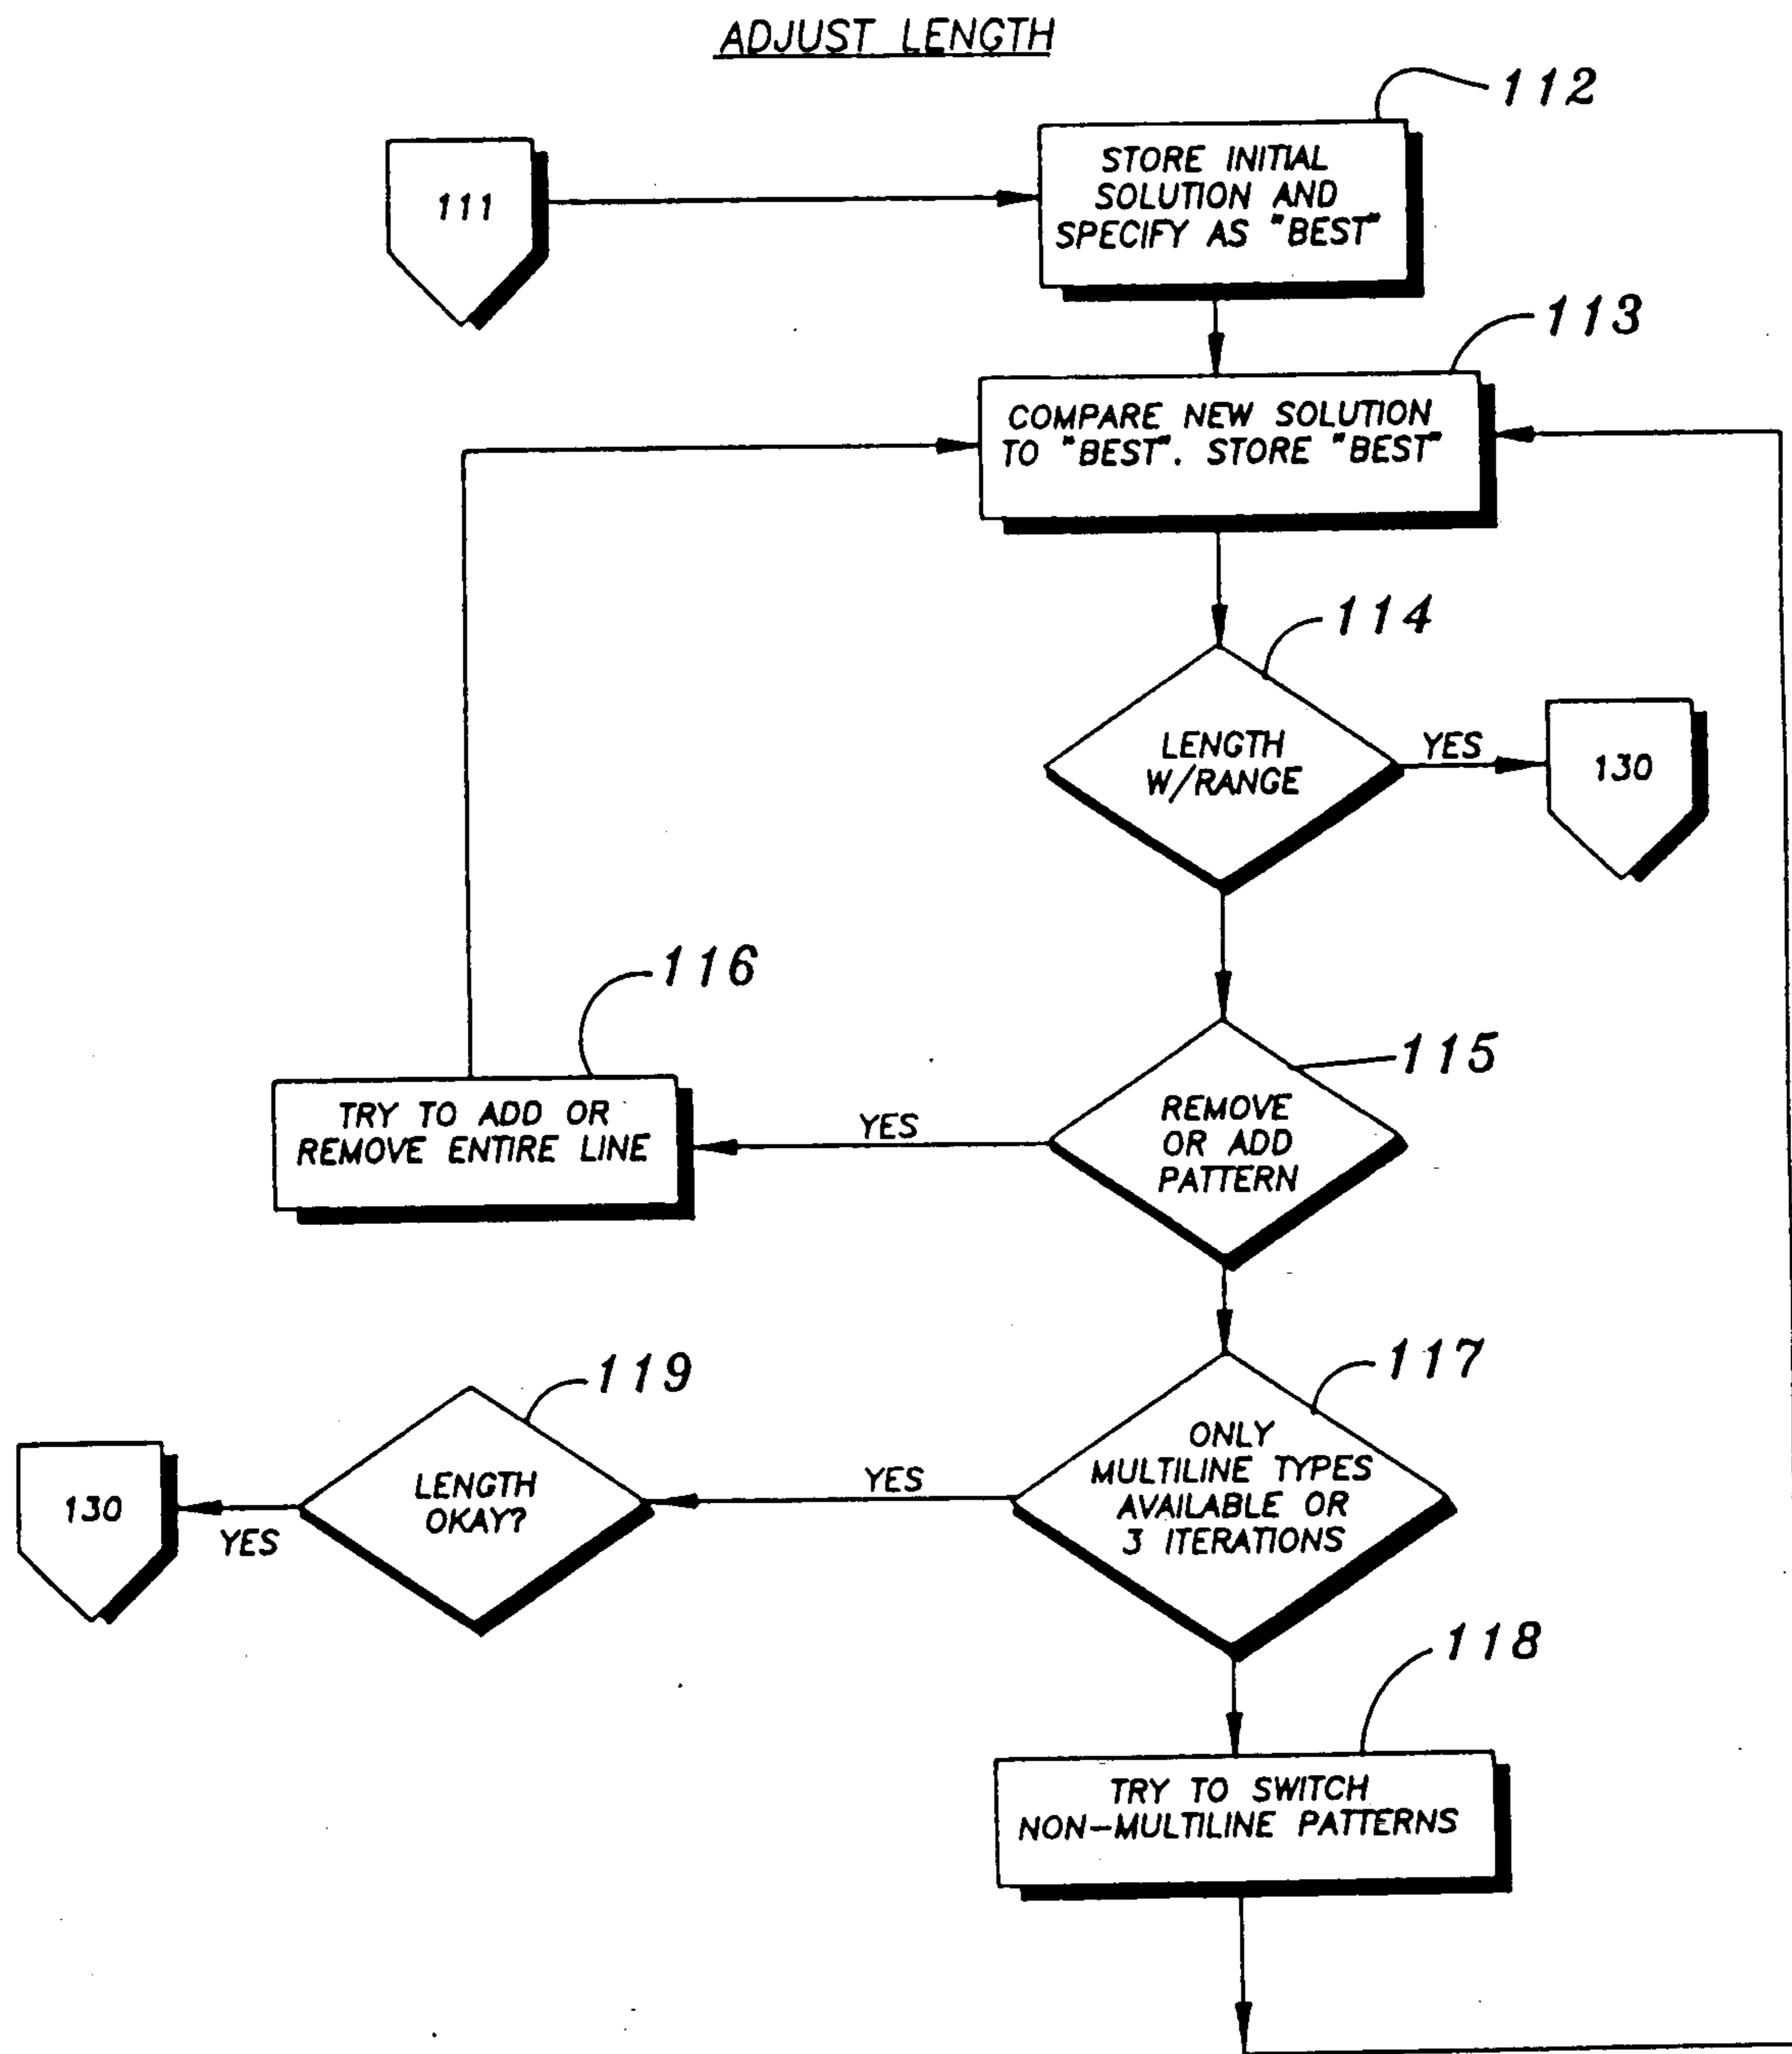 ADJUST LENGTH
112
111
STORE INITIAL
SOLUTION AND
SPECIFY AS "BEST"
113
COMPARE NEW SOLUTION
TO "BEST". STORE "BEST"
114
LENGTH
W/RANGE
YES
130
116
115
TRY TO ADD OR
REMOVE ENTIRE LINE
YES
REMOVE
OR ADD
PATTERN
119
117
130
YES
LENGTH
OKAY?
YES
ONLY
MULTILINE TYPES
AVAILABLE OR
3 ITERATIONS
118
TRY TO SWITCH
NON-MULTILINE PATTERNS